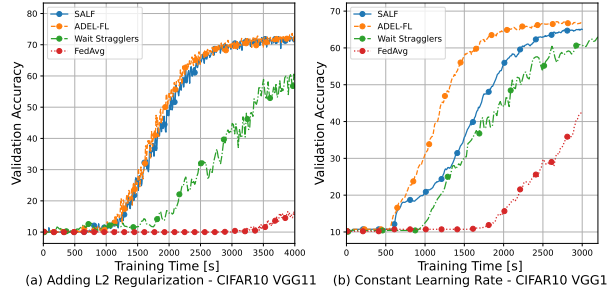 SALF
ADEL-FL
Wait Stragglers
FedAvg
Validation Accuracy
80
70
60
50
40
30
20
10
0 500 1000 1500 2000 2500 3000 3500 4000
Training Time [s]
(a) Adding L2 Regularization - CIFAR10 VGG11
SALF
ADEL-FL
Wait Stragglers
FedAvg
Validation Accuracy
70
60
50
40
30
20
10
0 500 1000 1500 2000 2500 3000
Training Time [s]
(b) Constant Learning Rate - CIFAR10 VGG1